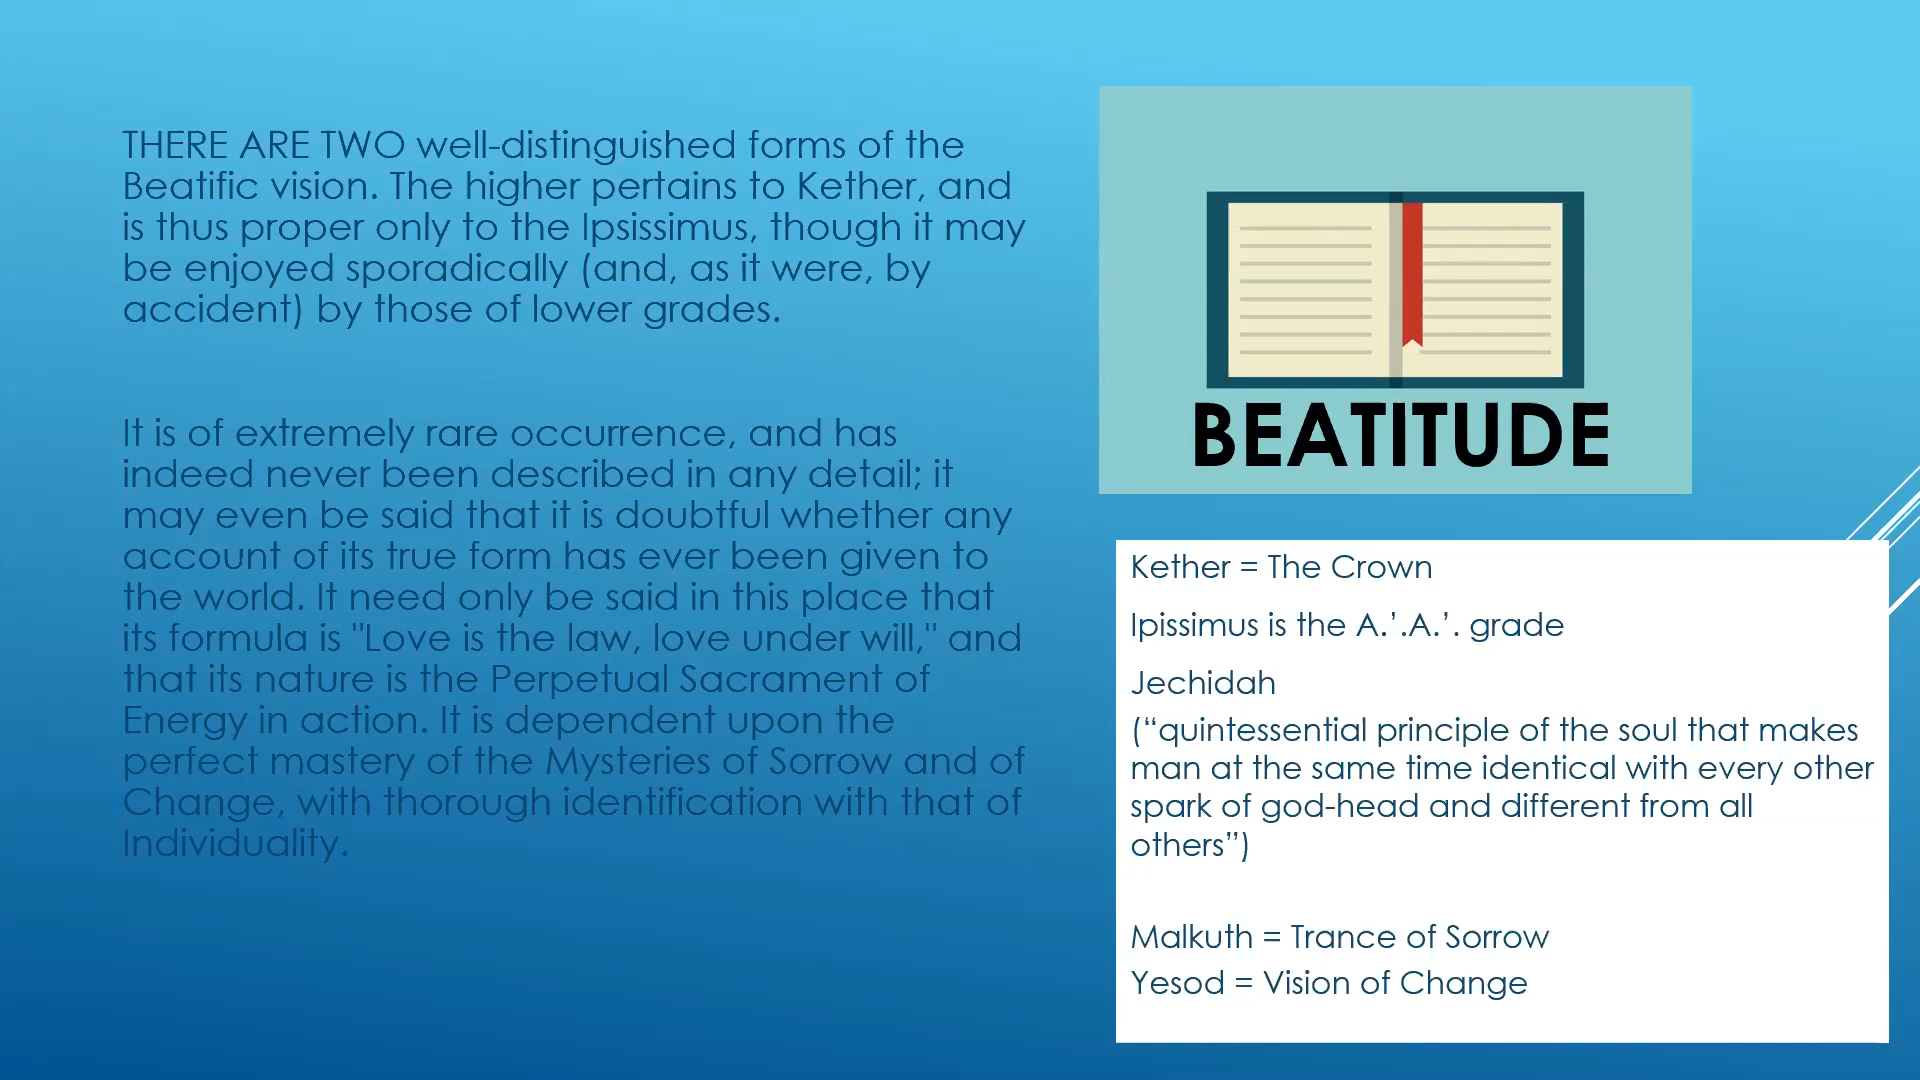 THERE ARE TWO well-distinguished forms of the
Beatific vision. The higher pertains to Kether, and
is thus proper only to the Ipsissimus, though it may
be enjoyed sporadically (and, as it were, by
accident) by those of lower grades.
It is of extremely rare occurrence, and has
indeed never been described in any detail; it
may even be said that it is doubtful whether any
account of its true form has ever been given to
the world. It need only be said in this place that
its formula is "Love is the law, love under will," and
that its nature is the Perpetual Sacrament of
Energy in action. It is dependent upon the
perfect mastery of the Mysteries of Sorrow and of
Change, with thorough identification with that of
Individuality.
BEATITUDE
Kether = The Crown
Ipissimus is the A.’.A.’. grade
Jechidah
(“quintessential principle of the soul that makes
man at the same time identical with every other
spark of god-head and different from all
others”)
Malkuth = Trance of Sorrow
Yesod = Vision of Change